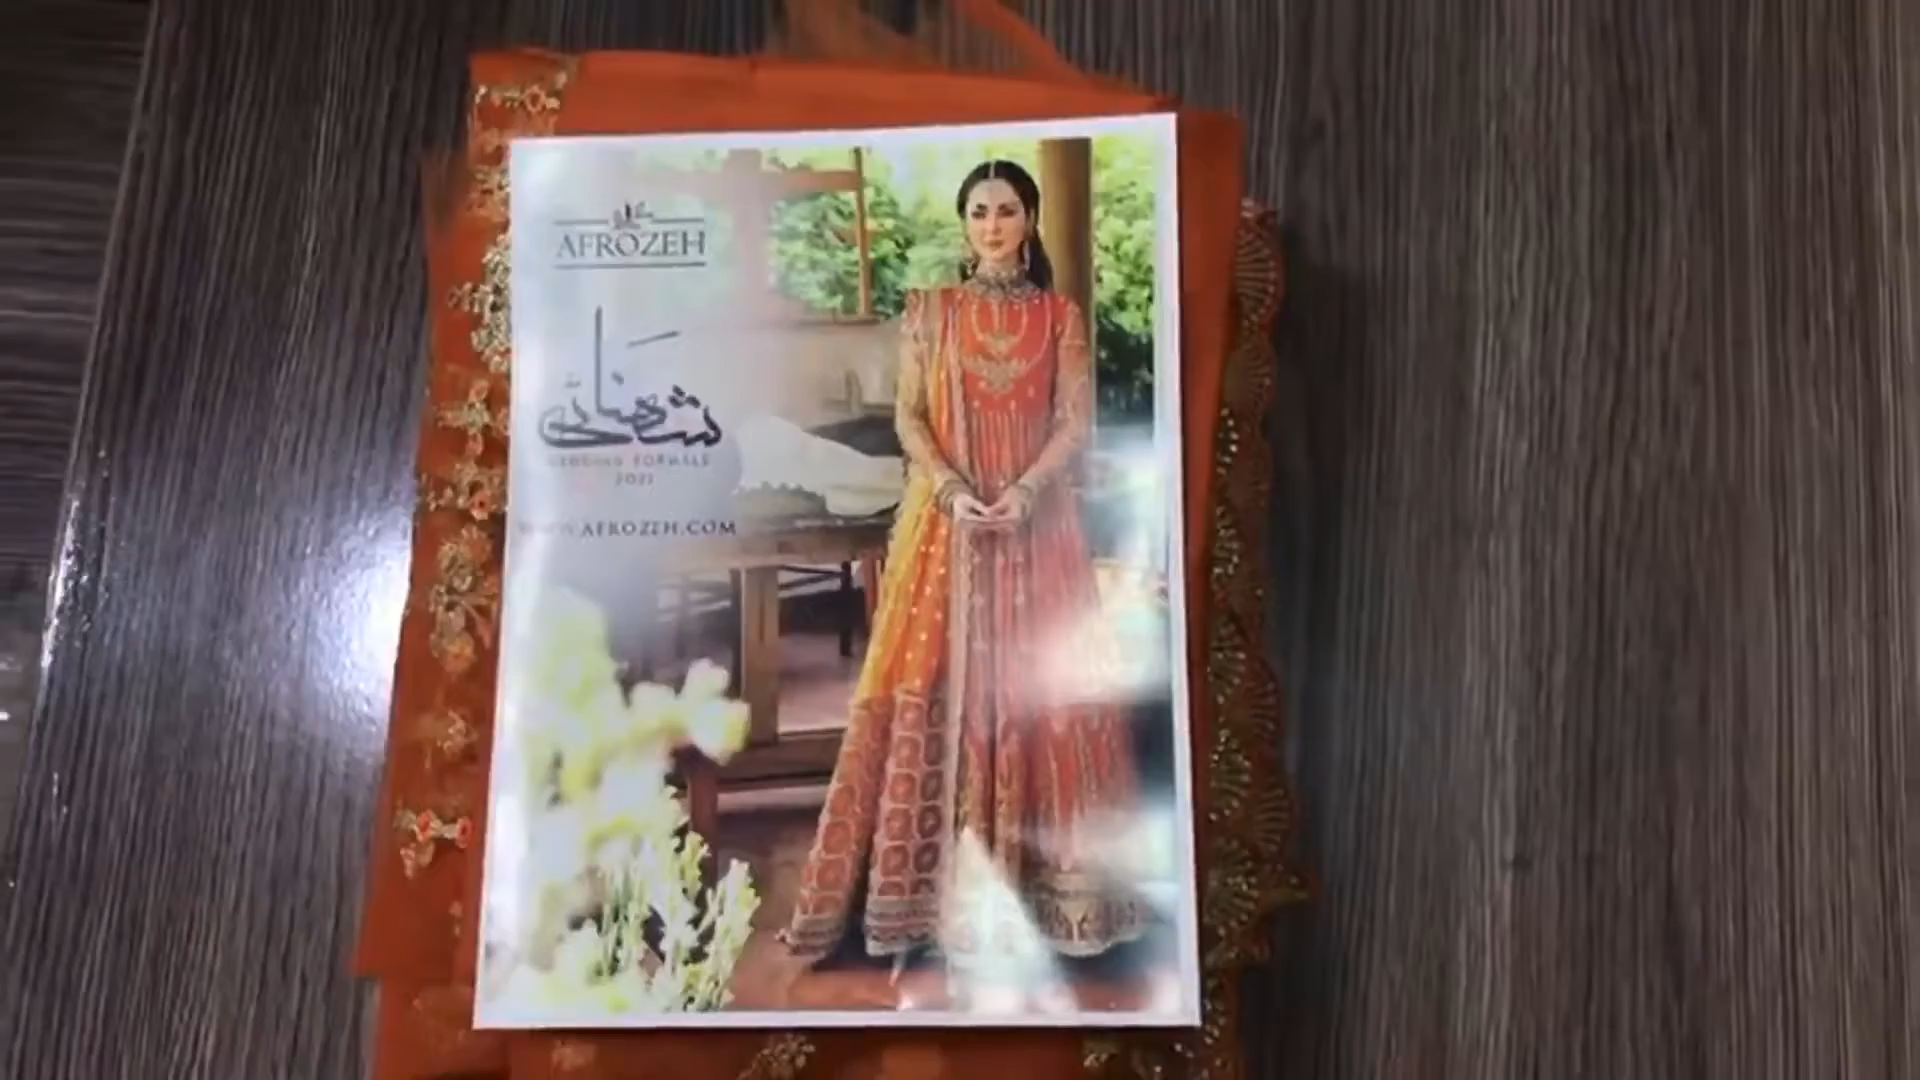 AFROZEH
شہنائی
WEDDING FORMALS
2021
WWW.AFROZEH.COM